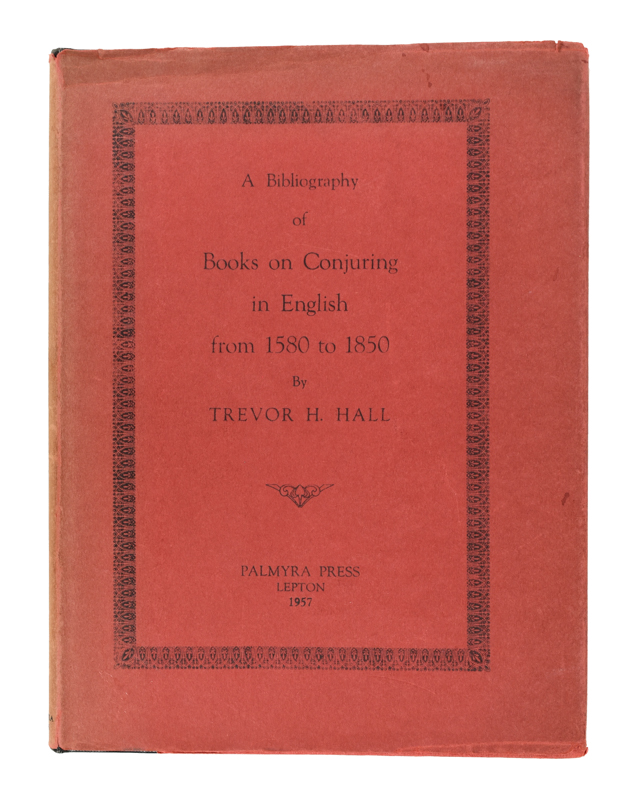 A Bibliography
of
Books on Conjuring
in English
from 1580 to 1850
By
TREVOR H. HALL
PALMYRA PRESS
LEPTON
1957